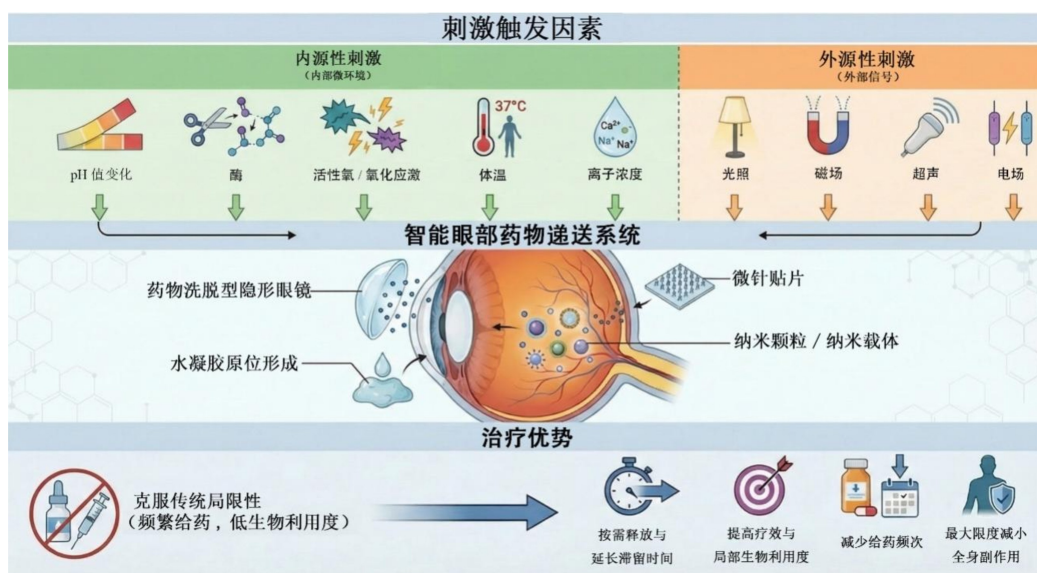 刺激触发因素
内源性刺激
(内部微环境)
外源性刺激
(外部信号)
37°C
Ca²⁺
Na⁺
Na⁺
pH 值变化
酶
活性氧 / 氧化应激
体温
离子浓度
光照
磁场
超声
电场
智能眼部药物递送系统
药物洗脱型隐形眼镜
微针贴片
水凝胶原位形成
纳米颗粒 / 纳米载体
治疗优势
克服传统局限性
(频繁给药，低生物利用度)
按需释放与
延长滞留时间
提高疗效与
局部生物利用度
减少给药频次
最大限度减小
全身副作用